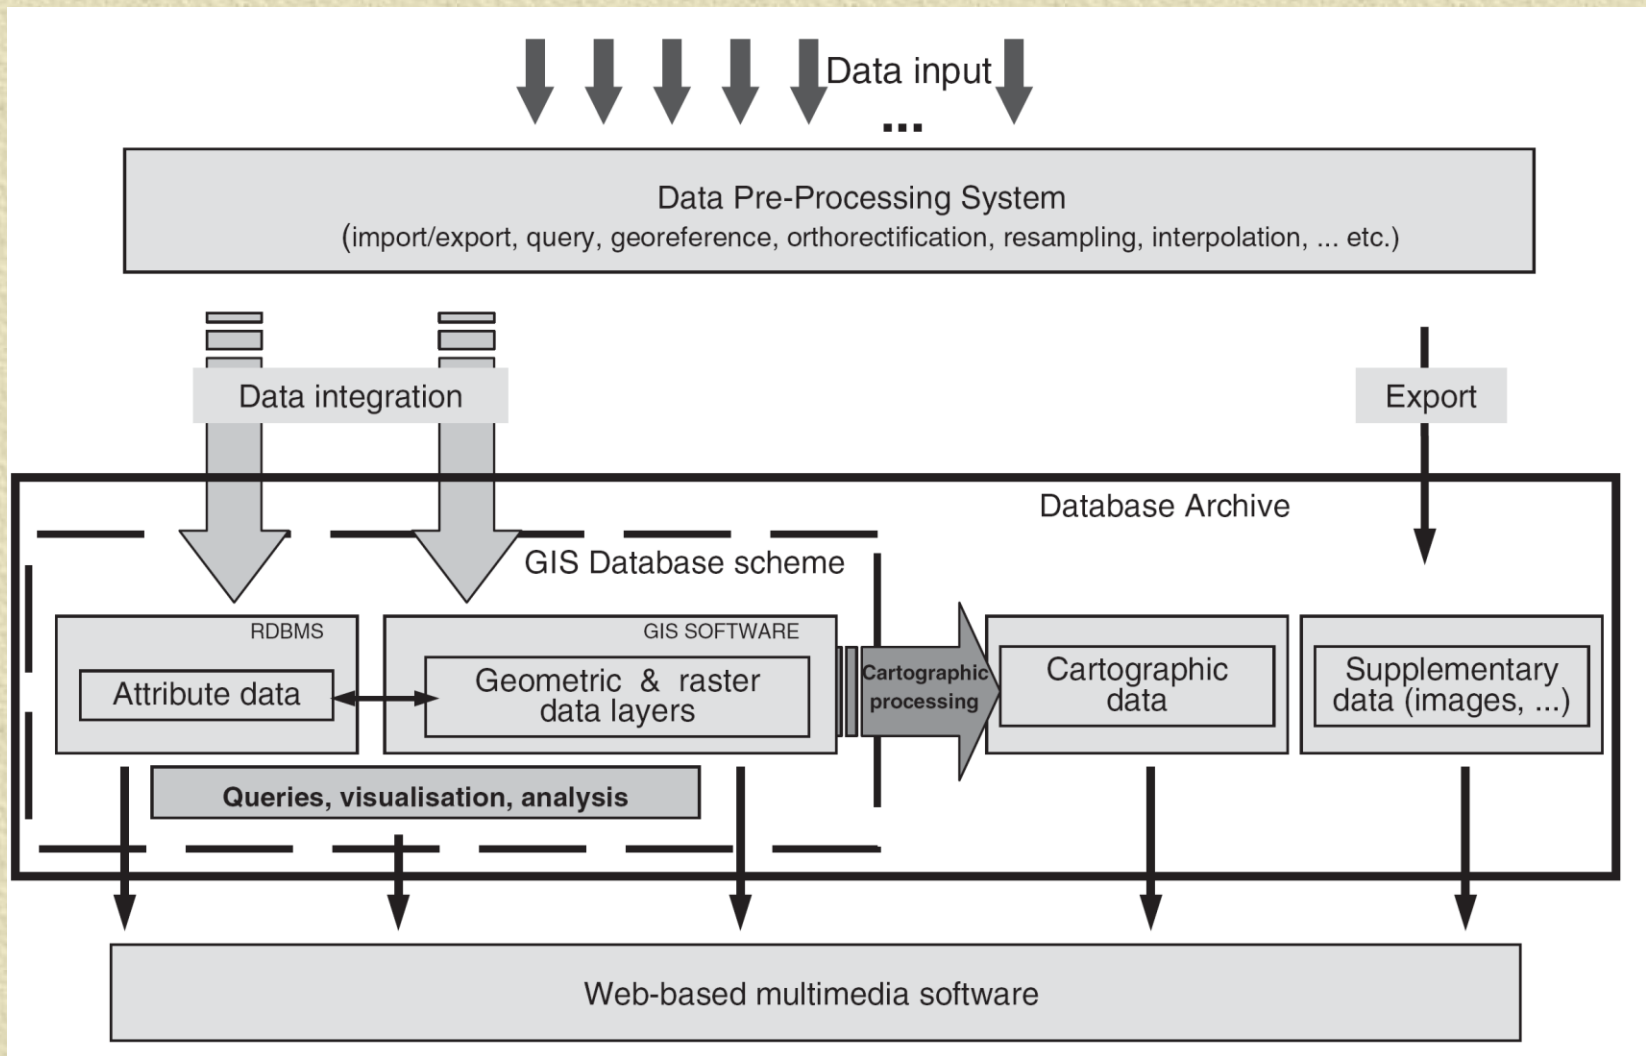 Data input
...
Data Pre-Processing System
(import/export, query, georeference, orthorectification, resampling, interpolation, ... etc.)
Data integration
Export
Database Archive
GIS Database scheme
RDBMS
Attribute data
GIS SOFTWARE
Geometric & raster
data layers
Cartographic
processing
Cartographic
data
Supplementary
data (images, ...)
Queries, visualisation, analysis
Web-based multimedia software